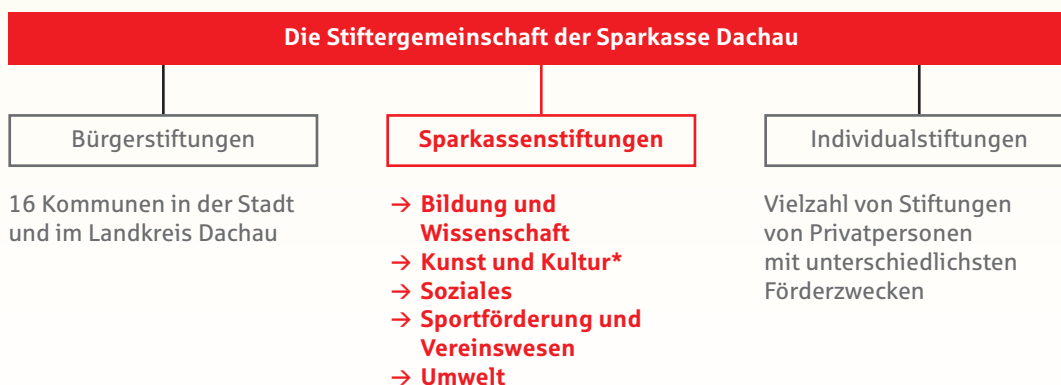 Die Stiftergemeinschaft der Sparkasse Dachau
Bürgerstiftungen
16 Kommunen in der Stadt
und im Landkreis Dachau
Sparkassenstiftungen
→ Bildung und
Wissenschaft
→ Kunst und Kultur*
→ Soziales
→ Sportförderung und
Vereinswesen
→ Umwelt
Individualstiftungen
Vielzahl von Stiftungen
von Privatpersonen
mit unterschiedlichsten
Förderzwecken